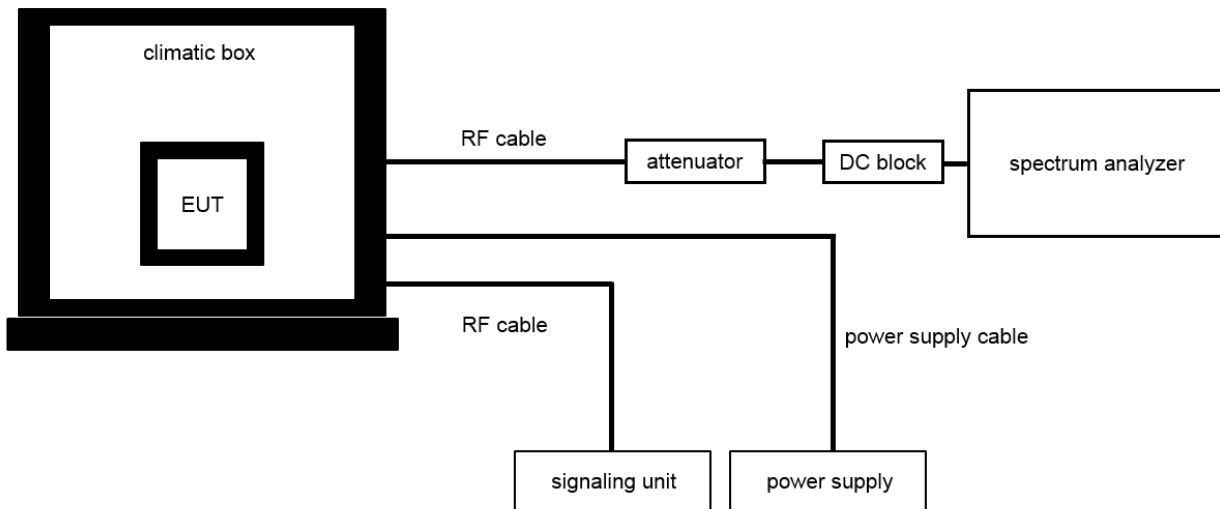 climatic box
RF cable
attenuator
DC block
spectrum analyzer
EUT
RF cable
power supply cable
signaling unit
power supply